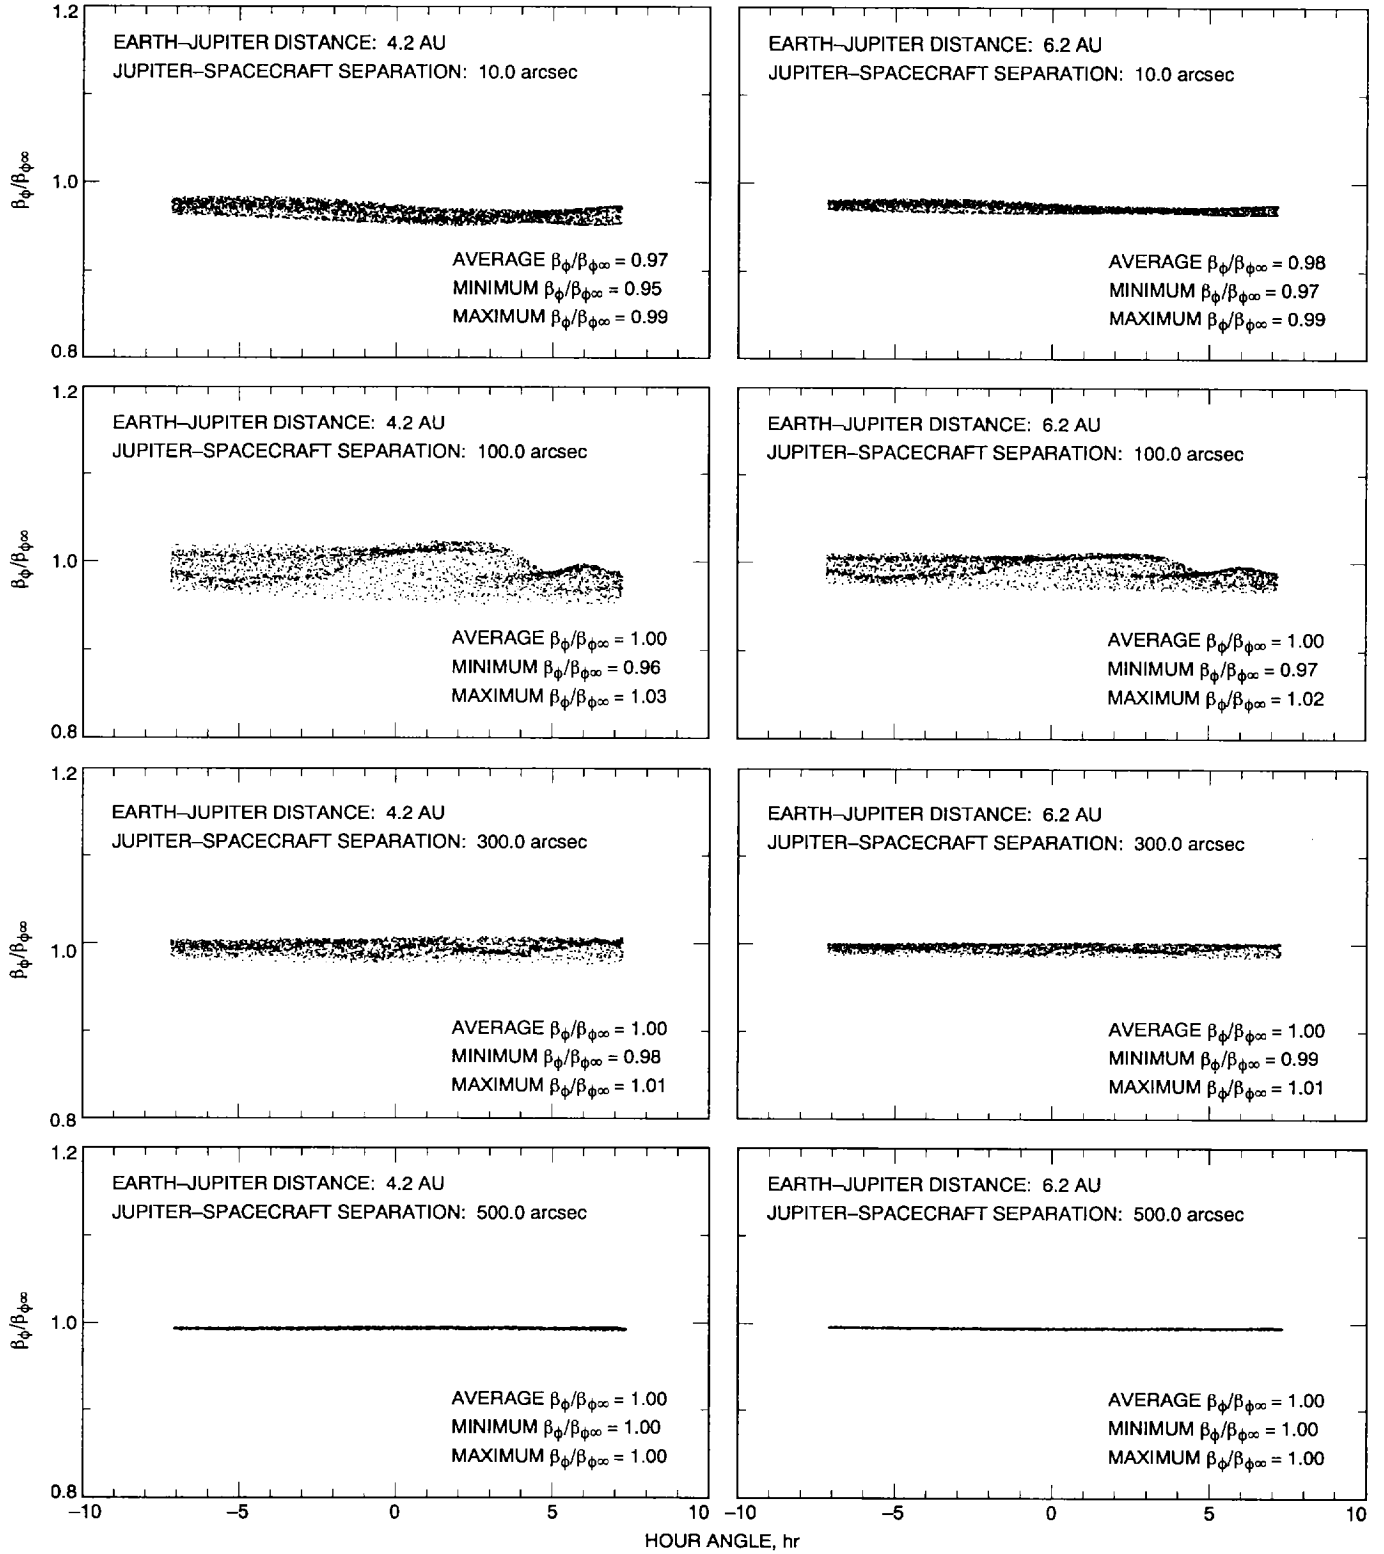 1.2
EARTH–JUPITER DISTANCE: 4.2 AU
JUPITER–SPACECRAFT SEPARATION: 10.0 arcsec
βϕ/βϕ∞
1.0
AVERAGE βϕ/βϕ∞ = 0.97
MINIMUM βϕ/βϕ∞ = 0.95
MAXIMUM βϕ/βϕ∞ = 0.99
0.8
EARTH–JUPITER DISTANCE: 6.2 AU
JUPITER–SPACECRAFT SEPARATION: 10.0 arcsec
AVERAGE βϕ/βϕ∞ = 0.98
MINIMUM βϕ/βϕ∞ = 0.97
MAXIMUM βϕ/βϕ∞ = 0.99
1.2
EARTH–JUPITER DISTANCE: 4.2 AU
JUPITER–SPACECRAFT SEPARATION: 100.0 arcsec
βϕ/βϕ∞
1.0
AVERAGE βϕ/βϕ∞ = 1.00
MINIMUM βϕ/βϕ∞ = 0.96
MAXIMUM βϕ/βϕ∞ = 1.03
0.8
EARTH–JUPITER DISTANCE: 6.2 AU
JUPITER–SPACECRAFT SEPARATION: 100.0 arcsec
AVERAGE βϕ/βϕ∞ = 1.00
MINIMUM βϕ/βϕ∞ = 0.97
MAXIMUM βϕ/βϕ∞ = 1.02
1.2
EARTH–JUPITER DISTANCE: 4.2 AU
JUPITER–SPACECRAFT SEPARATION: 300.0 arcsec
βϕ/βϕ∞
1.0
AVERAGE βϕ/βϕ∞ = 1.00
MINIMUM βϕ/βϕ∞ = 0.98
MAXIMUM βϕ/βϕ∞ = 1.01
0.8
EARTH–JUPITER DISTANCE: 6.2 AU
JUPITER–SPACECRAFT SEPARATION: 300.0 arcsec
AVERAGE βϕ/βϕ∞ = 1.00
MINIMUM βϕ/βϕ∞ = 0.99
MAXIMUM βϕ/βϕ∞ = 1.01
1.2
EARTH–JUPITER DISTANCE: 4.2 AU
JUPITER–SPACECRAFT SEPARATION: 500.0 arcsec
βϕ/βϕ∞
1.0
AVERAGE βϕ/βϕ∞ = 1.00
MINIMUM βϕ/βϕ∞ = 1.00
MAXIMUM βϕ/βϕ∞ = 1.00
0.8
EARTH–JUPITER DISTANCE: 6.2 AU
JUPITER–SPACECRAFT SEPARATION: 500.0 arcsec
AVERAGE βϕ/βϕ∞ = 1.00
MINIMUM βϕ/βϕ∞ = 1.00
MAXIMUM βϕ/βϕ∞ = 1.00
–10 –5 0 5 10 –10 –5 0 5 10
HOUR ANGLE, hr